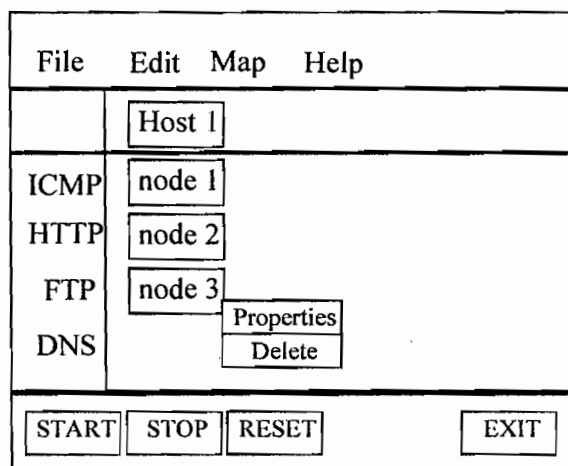 File Edit Map Help
Host 1
ICMP node 1
HTTP node 2
FTP node 3
Properties
DNS Delete
START STOP RESET EXIT